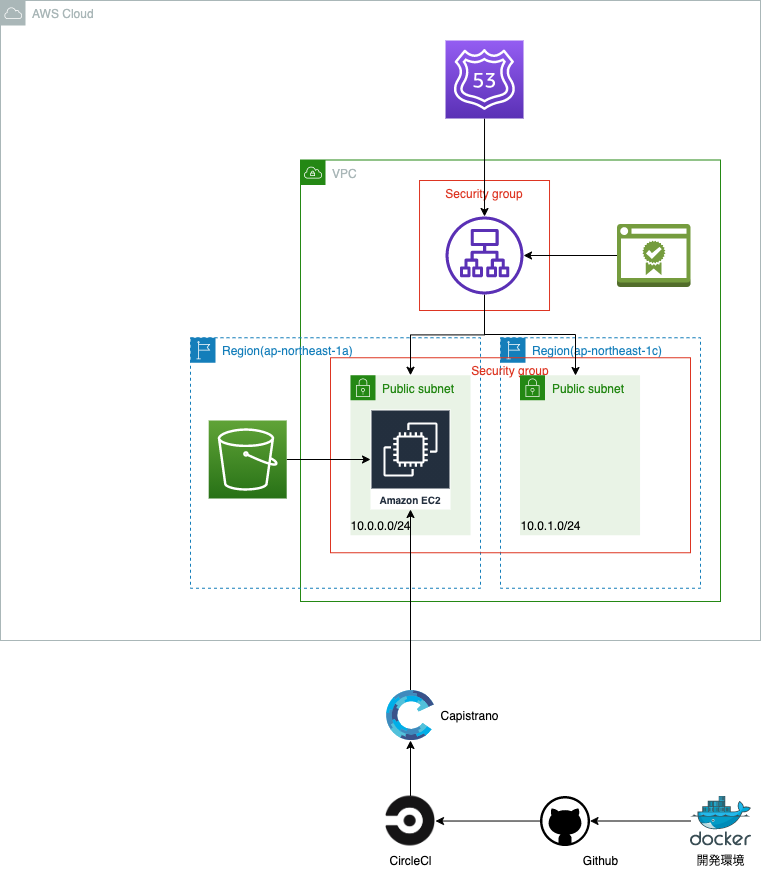 AWS Cloud
53
VPC
Security group
Region(ap-northeast-1a)
Region(ap-northeast-1c)
Security group
Public subnet
Public subnet
Amazon EC2
10.0.0.0/24
10.0.1.0/24
Capistrano
docker
CircleCI
Github
開発環境